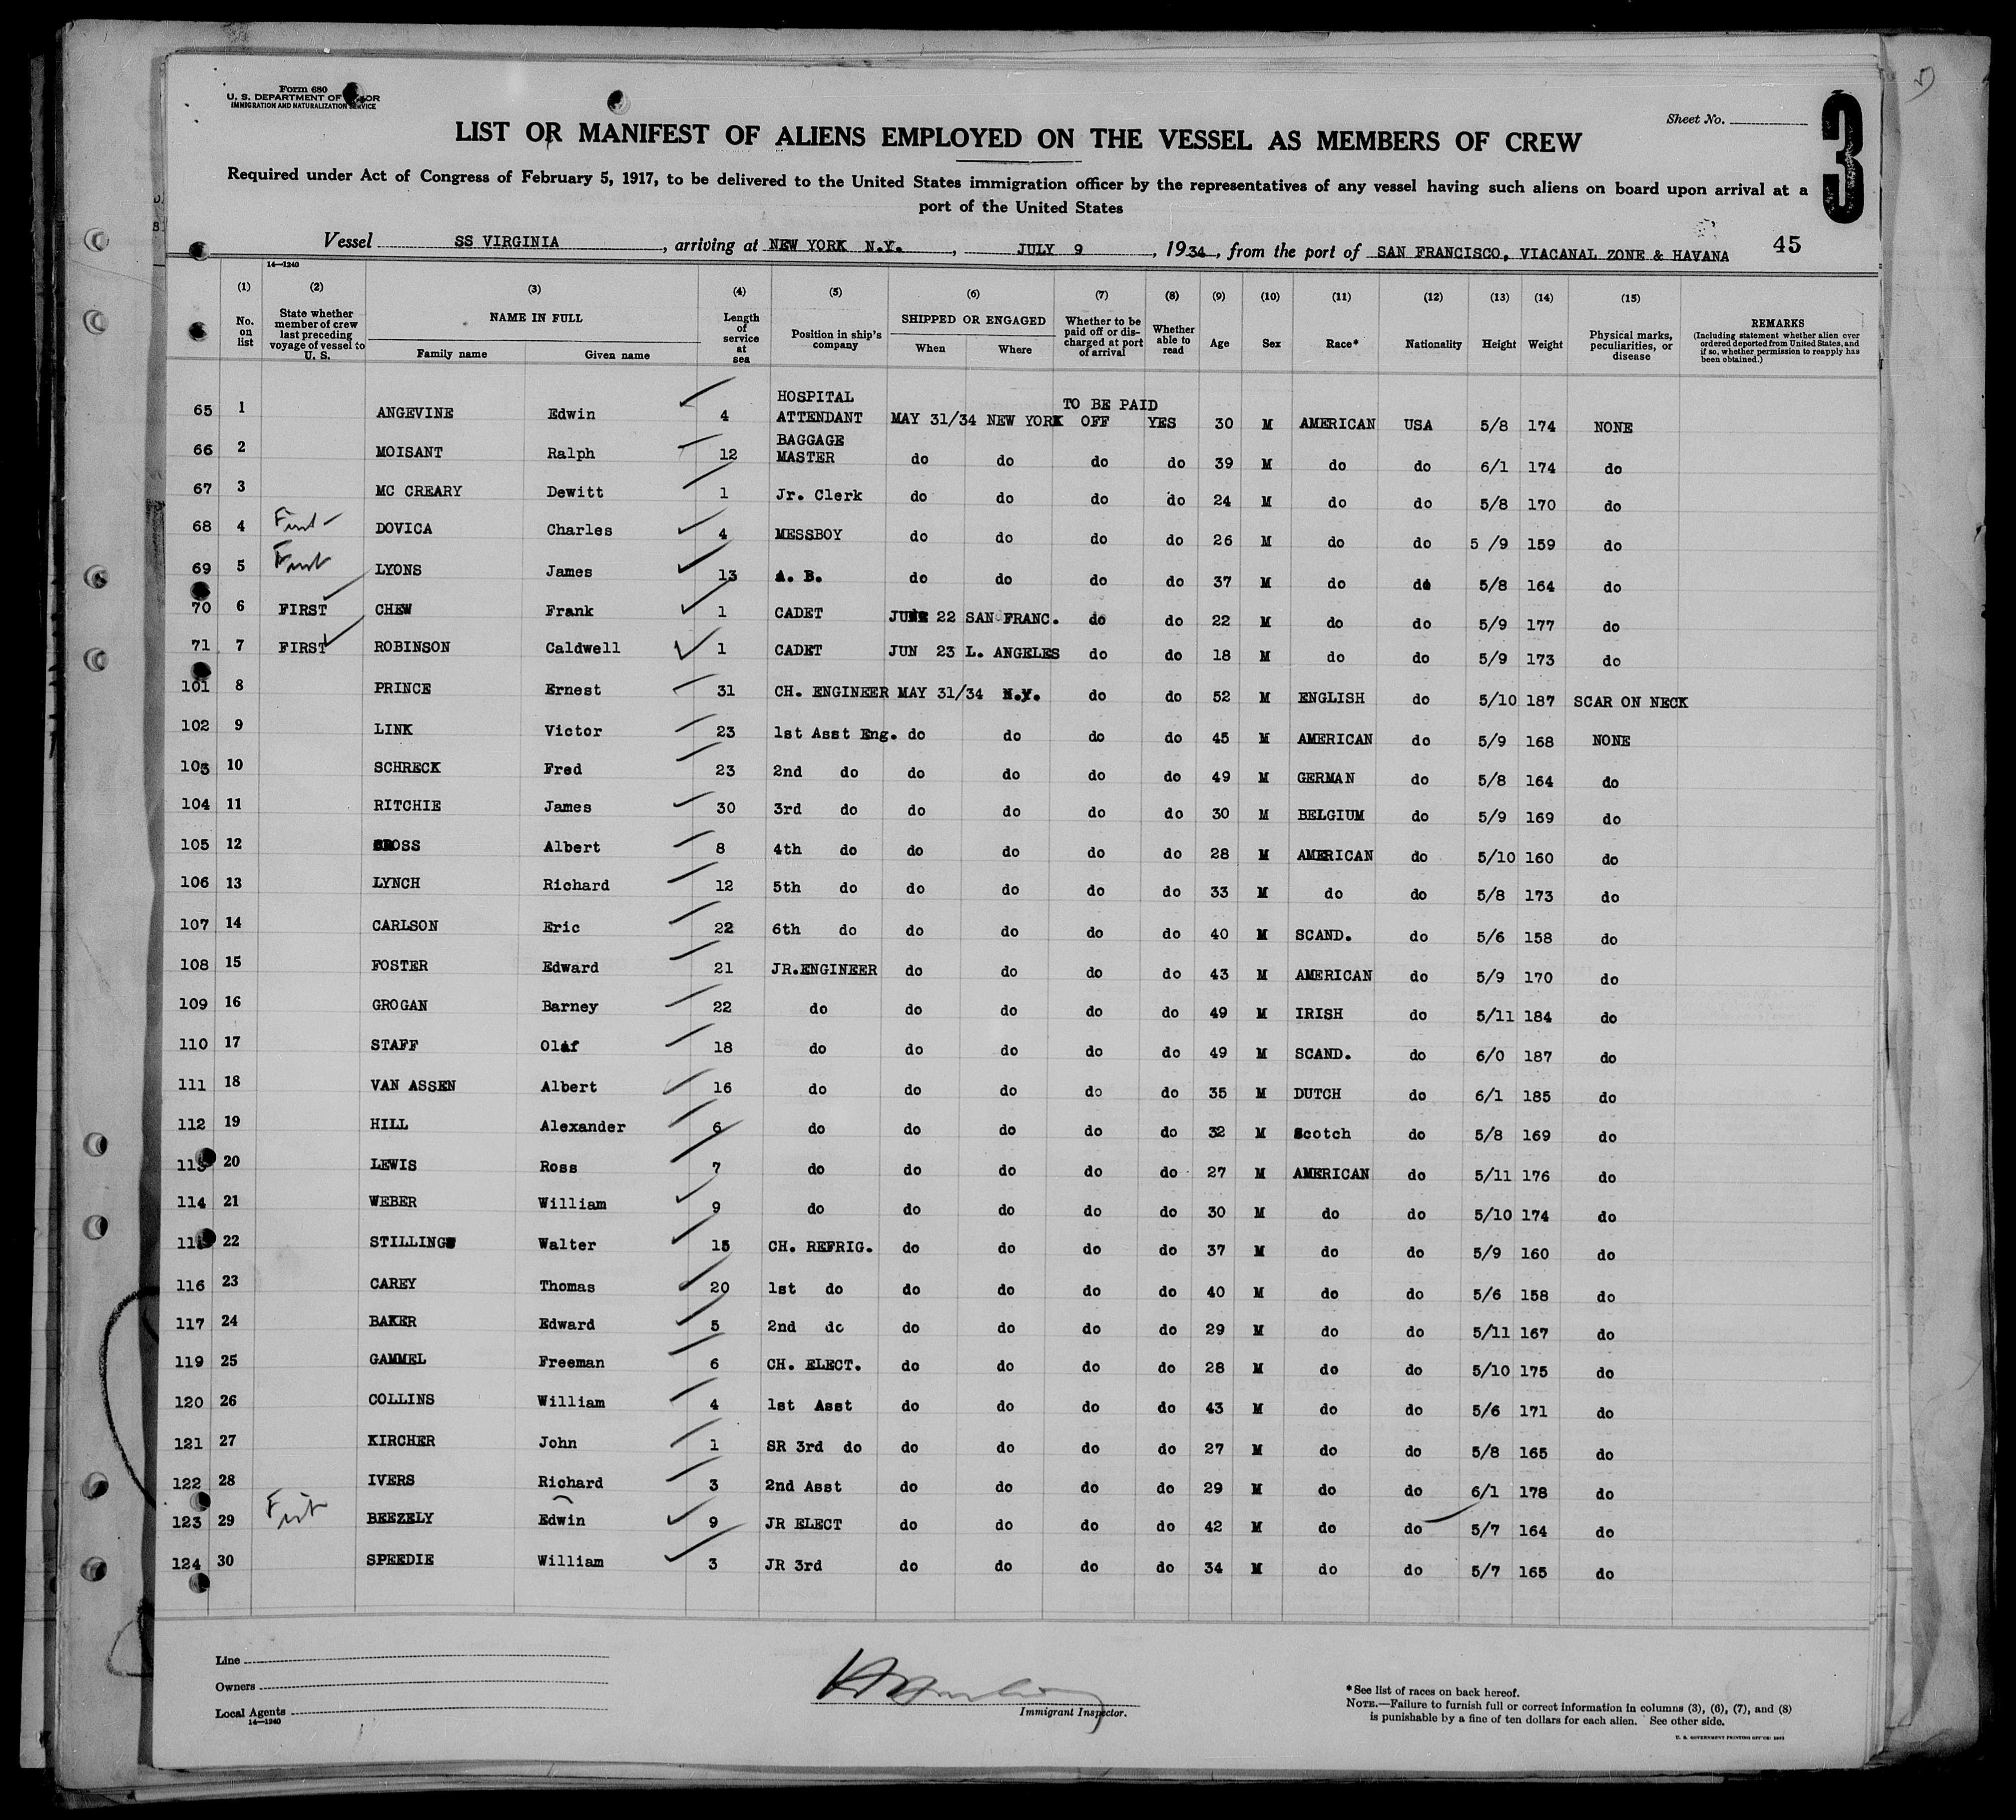 Form 680
U. S. DEPARTMENT OF
IMMIGRATION AND NATURALIZATION SERVICE
Sheet No.
3
LIST OR MANIFEST OF ALIENS EMPLOYED ON THE VESSEL AS MEMBERS OF CREW
Required under Act of Congress of February 5, 1917, to be delivered to the United States immigration officer by the representatives of any vessel having such aliens on board upon arrival at a
port of the United States
Vessel SS VIRGINIA, arriving at NEW YORK N.Y., JULY 9, 1934, from the port of SAN FRANCISCO, VIACANAL ZONE & HAVANA 45
14—1240
(1) (2) (3) (4) (5) (6) (7) (8) (9) (10) (11) (12) (13) (14) (15)
No. on list
State whether member of crew last preceding voyage of vessel to U. S.
NAME IN FULL
Family name Given name
Length of service at sea
Position in ship's company
SHIPPED OR ENGAGED
When Where
Whether to be paid off or discharged at port of arrival
Whether able to read
Age Sex Race* Nationality Height Weight
Physical marks, peculiarities, or disease
REMARKS
(Including statement whether alien ever ordered deported from United States, and if so, whether permission to reapply has been obtained.)
65 1 ANGEVINE Edwin 4 HOSPITAL ATTENDANT MAY 31/34 NEW YORK TO BE PAID OFF YES 30 M AMERICAN USA 5/8 174 NONE
66 2 MOISANT Ralph 12 BAGGAGE MASTER do do do do 39 M do do 6/1 174 do
67 3 MC CREARY Dewitt 1 Jr. Clerk do do do do 24 M do do 5/8 170 do
68 4 First DOVICA Charles 4 MESSBOY do do do do 26 M do do 5 /9 159 do
69 5 First LYONS James 13 A. B. do do do do 37 M do do 5/8 164 do
70 6 FIRST CHEW Frank 1 CADET JUNE 22 SAN FRANC. do do 22 M do do 5/9 177 do
71 7 FIRST ROBINSON Caldwell 1 CADET JUN 23 L. ANGELES do do 18 M do do 5/9 173 do
101 8 PRINCE Ernest 31 CH. ENGINEER MAY 31/34 N.Y. do do 52 M ENGLISH do 5/10 187 SCAR ON NECK
102 9 LINK Victor 23 1st Asst Eng. do do do do 45 M AMERICAN do 5/9 168 NONE
103 10 SCHRECK Fred 23 2nd do do do do do 49 M GERMAN do 5/8 164 do
104 11 RITCHIE James 30 3rd do do do do do 30 M BELGIUM do 5/9 169 do
105 12 Albert 8 4th do do do do do 28 M AMERICAN do 5/10 160 do
106 13 LYNCH Richard 12 5th do do do do do 33 M do do 5/8 173 do
107 14 CARLSON Eric 22 6th do do do do do 40 M SCAND. do 5/6 158 do
108 15 FOSTER Edward 21 JR.ENGINEER do do do do 43 M AMERICAN do 5/9 170 do
109 16 GROGAN Barney 22 do do do do do 49 M IRISH do 5/11 184 do
110 17 STAFF Olaf 18 do do do do do 49 M SCAND. do 6/0 187 do
111 18 VAN ASSEN Albert 16 do do do do do 35 M DUTCH do 6/1 185 do
112 19 HILL Alexander 6 do do do do do 32 M Scotch do 5/8 169 do
113 20 LEWIS Ross 7 do do do do do 27 M AMERICAN do 5/11 176 do
114 21 WEBER William 9 do do do do do 30 M do do 5/10 174 do
22 STILLINGS Walter 15 CH. REFRIG. do do do do 37 M do do 5/9 160 do
116 23 CAREY Thomas 20 1st do do do do do 40 M do do 5/6 158 do
117 24 BAKER Edward 5 2nd do do do do do 29 M do do 5/11 167 do
119 25 GAMMEL Freeman 6 CH. ELECT. do do do do 28 M do do 5/10 175 do
120 26 COLLINS William 4 1st Asst do do do do 43 M do do 5/6 171 do
121 27 KIRCHER John 1 SR 3rd do do do do do 27 M do do 5/8 165 do
122 28 IVERS Richard 3 2nd Asst do do do do 29 M do do 6/1 178 do
123 29 First BEEZELY Edwin 9 JR ELECT do do do do 42 M do do 5/7 164 do
124 30 SPEEDIE William 3 JR 3rd do do do do 34 M do do 5/7 165 do
Line
Owners
Local Agents
14—1240
Immigrant Inspector.
*See list of races on back hereof.
NOTE.—Failure to furnish full or correct information in columns (3), (6), (7), and (8)
is punishable by a fine of ten dollars for each alien. See other side.
U. S. GOVERNMENT PRINTING OFFICE: